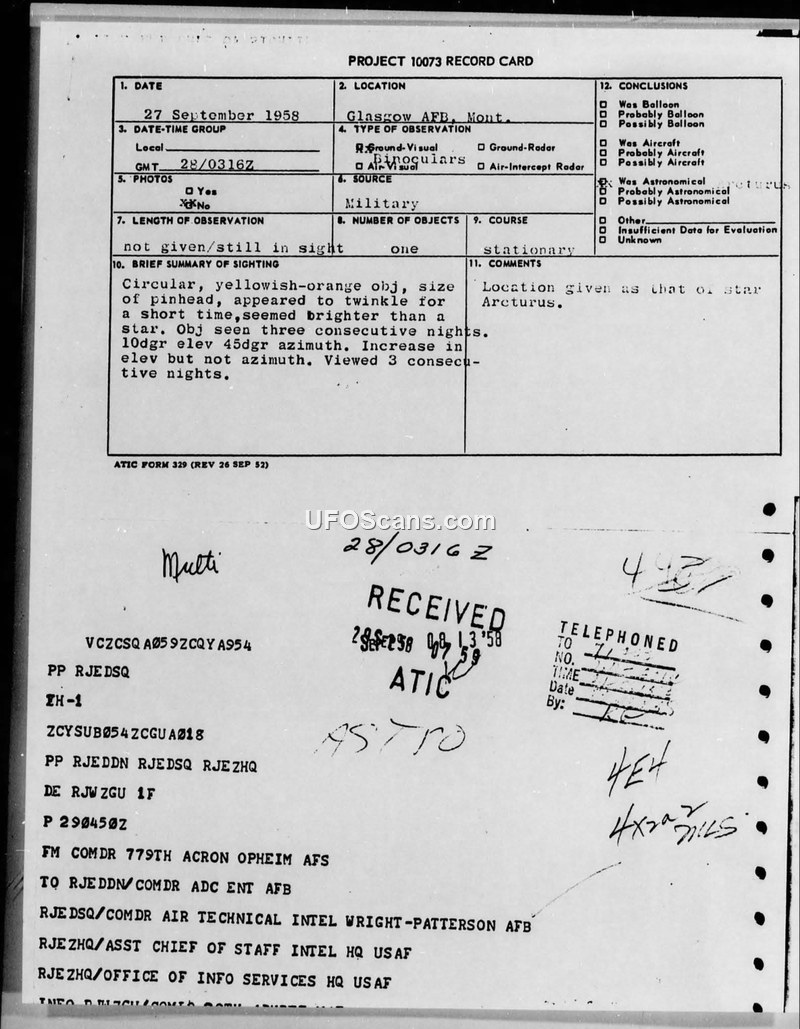 PROJECT 10073 RECORD CARD
1. DATE
27 September 1958
2. LOCATION
Glasgow AFB, Mont.
3. DATE-TIME GROUP
Local
GMT 28/0316Z
4. TYPE OF OBSERVATION
Ground-Visual
Ground-Radar
Binoculars
Air-Visual
Air-Intercept Radar
5. PHOTOS
Yes
No
6. SOURCE
Military
7. LENGTH OF OBSERVATION
not given/still in sight
8. NUMBER OF OBJECTS
one
9. COURSE
stationary
12. CONCLUSIONS
Was Balloon
Probably Balloon
Possibly Balloon
Was Aircraft
Probably Aircraft
Possibly Aircraft
Was Astronomical
Probably Astronomical
Possibly Astronomical
Other
Insufficient Data for Evaluation
Unknown
10. BRIEF SUMMARY OF SIGHTING
Circular, yellowish-orange obj, size
of pinhead, appeared to twinkle for
a short time,seemed brighter than a
star. Obj seen three consecutive nights.
10dgr elev 45dgr azimuth. Increase in
elev but not azimuth. Viewed 3 consecu-
tive nights.
11. COMMENTS
Location given as that of star
Arcturus.
ATIC FORM 329 (REV 26 SEP 52)
UFOScans.com
Multi
28/0316 Z
RECEIVED
ATIC
TELEPHONED
TO
NO.
TIME
Date
By:
VCZCSQA059ZCQYA954
PP RJEDSQ
ZCYSUB054ZCGUA018
PP RJEDDN RJEDSQ RJEZHQ
DE RJWZGU 1F
P 290450Z
FM COMDR 779TH ACRON OPHEIM AFS
TO RJEDDN/COMDR ADC ENT AFB
RJEDSQ/COMDR AIR TECHNICAL INTEL WRIGHT-PATTERSON AFB
RJEZHQ/ASST CHIEF OF STAFF INTEL HQ USAF
RJEZHQ/OFFICE OF INFO SERVICES HQ USAF
ASTRO
4E4